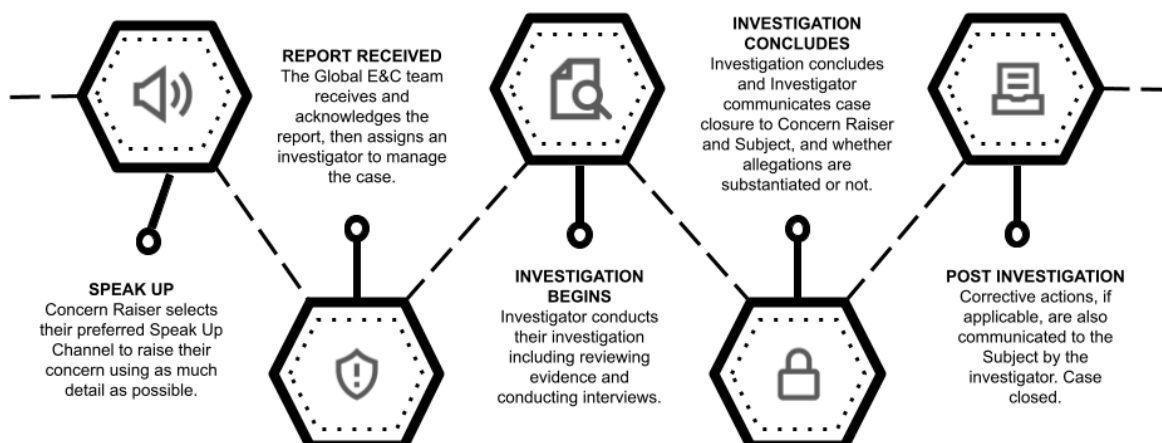 SPEAK UP
Concern Raiser selects
their preferred Speak Up
Channel to raise their
concern using as much
detail as possible.
REPORT RECEIVED
The Global E&C team
receives and
acknowledges the
report, then assigns an
investigator to manage
the case.
INVESTIGATION
BEGINS
Investigator conducts
their investigation
including reviewing
evidence and
conducting interviews.
INVESTIGATION
CONCLUDES
Investigation concludes
and Investigator
communicates case
closure to Concern Raiser
and Subject, and whether
allegations are
substantiated or not.
POST INVESTIGATION
Corrective actions, if
applicable, are also
communicated to the
Subject by the
investigator. Case
closed.